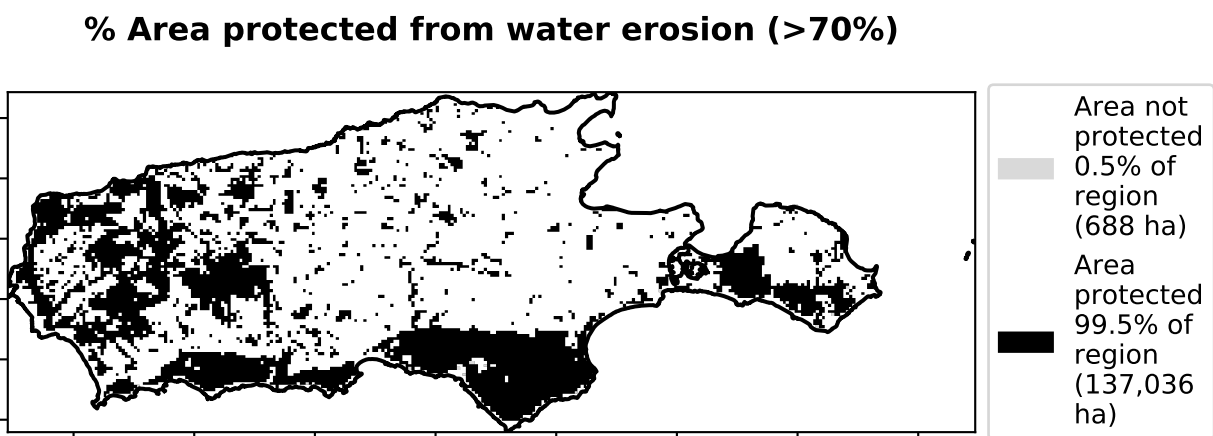 % Area protected from water erosion (>70%)
Area not
protected
0.5% of
region
(688 ha)
Area
protected
99.5% of
region
(137,036
ha)